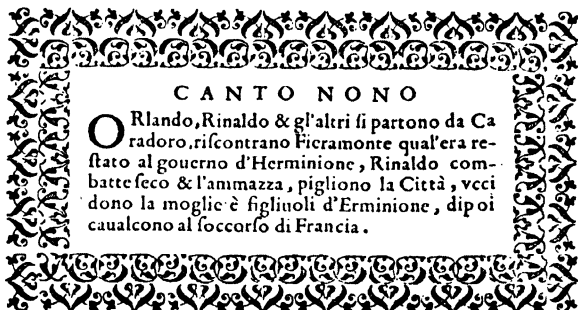 CANTO NONO
ORlando, Rinaldo & gl'altri si partono da Ca
radoro, riscontrano Fieramonte qual'era re-
stato al gouerno d'Herminione, Rinaldo com-
batte seco & l'ammazza, pigliono la Città, vcci
dono la moglie è figliuoli d'Erminione, dipoi
caualcono al soccorso di Francia.